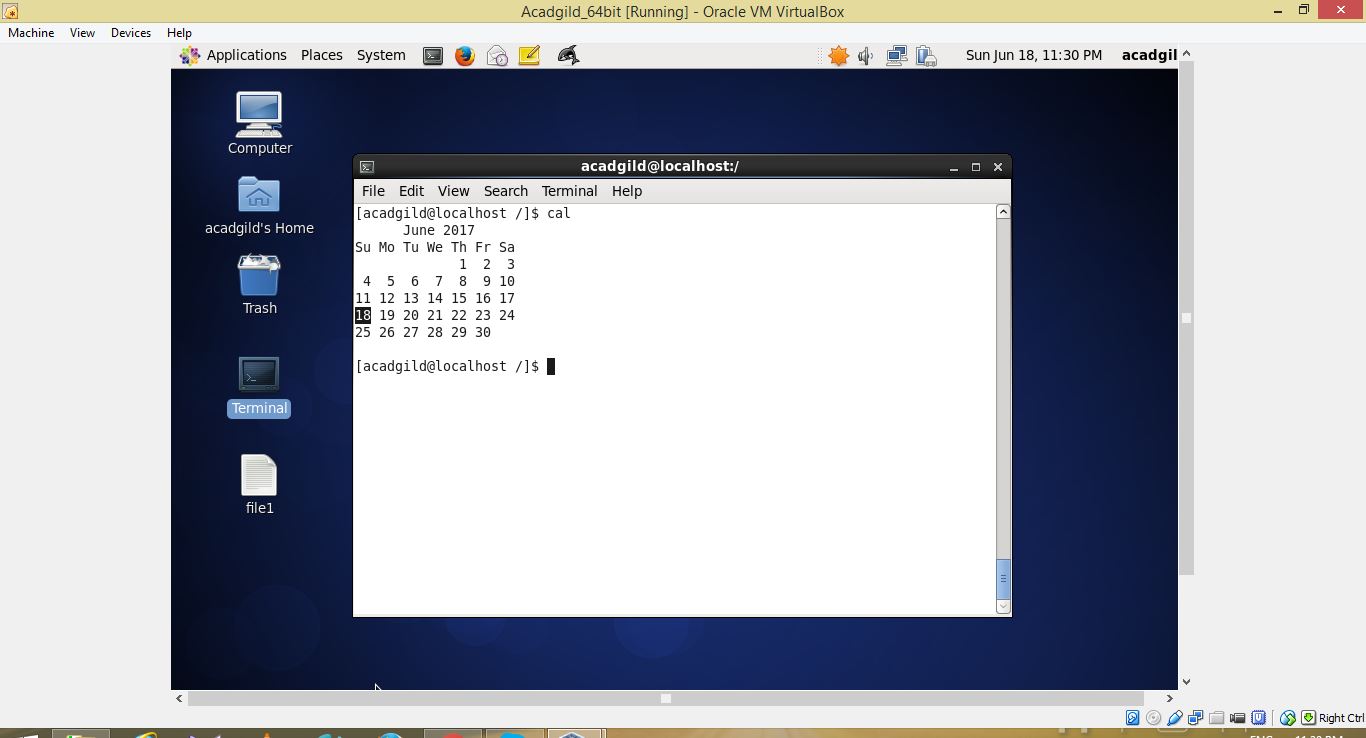 Acadgild_64bit [Running] - Oracle VM VirtualBox
Machine View Devices Help
Applications Places System Sun Jun 18, 11:30 PM acadgil
Computer
acadgild's Home
Trash
Terminal
file1
acadgild@localhost:/
File Edit View Search Terminal Help
[acadgild@localhost /]$ cal
June 2017
Su Mo Tu We Th Fr Sa
1 2 3
4 5 6 7 8 9 10
11 12 13 14 15 16 17
18 19 20 21 22 23 24
25 26 27 28 29 30
[acadgild@localhost /]$
Right Ctrl